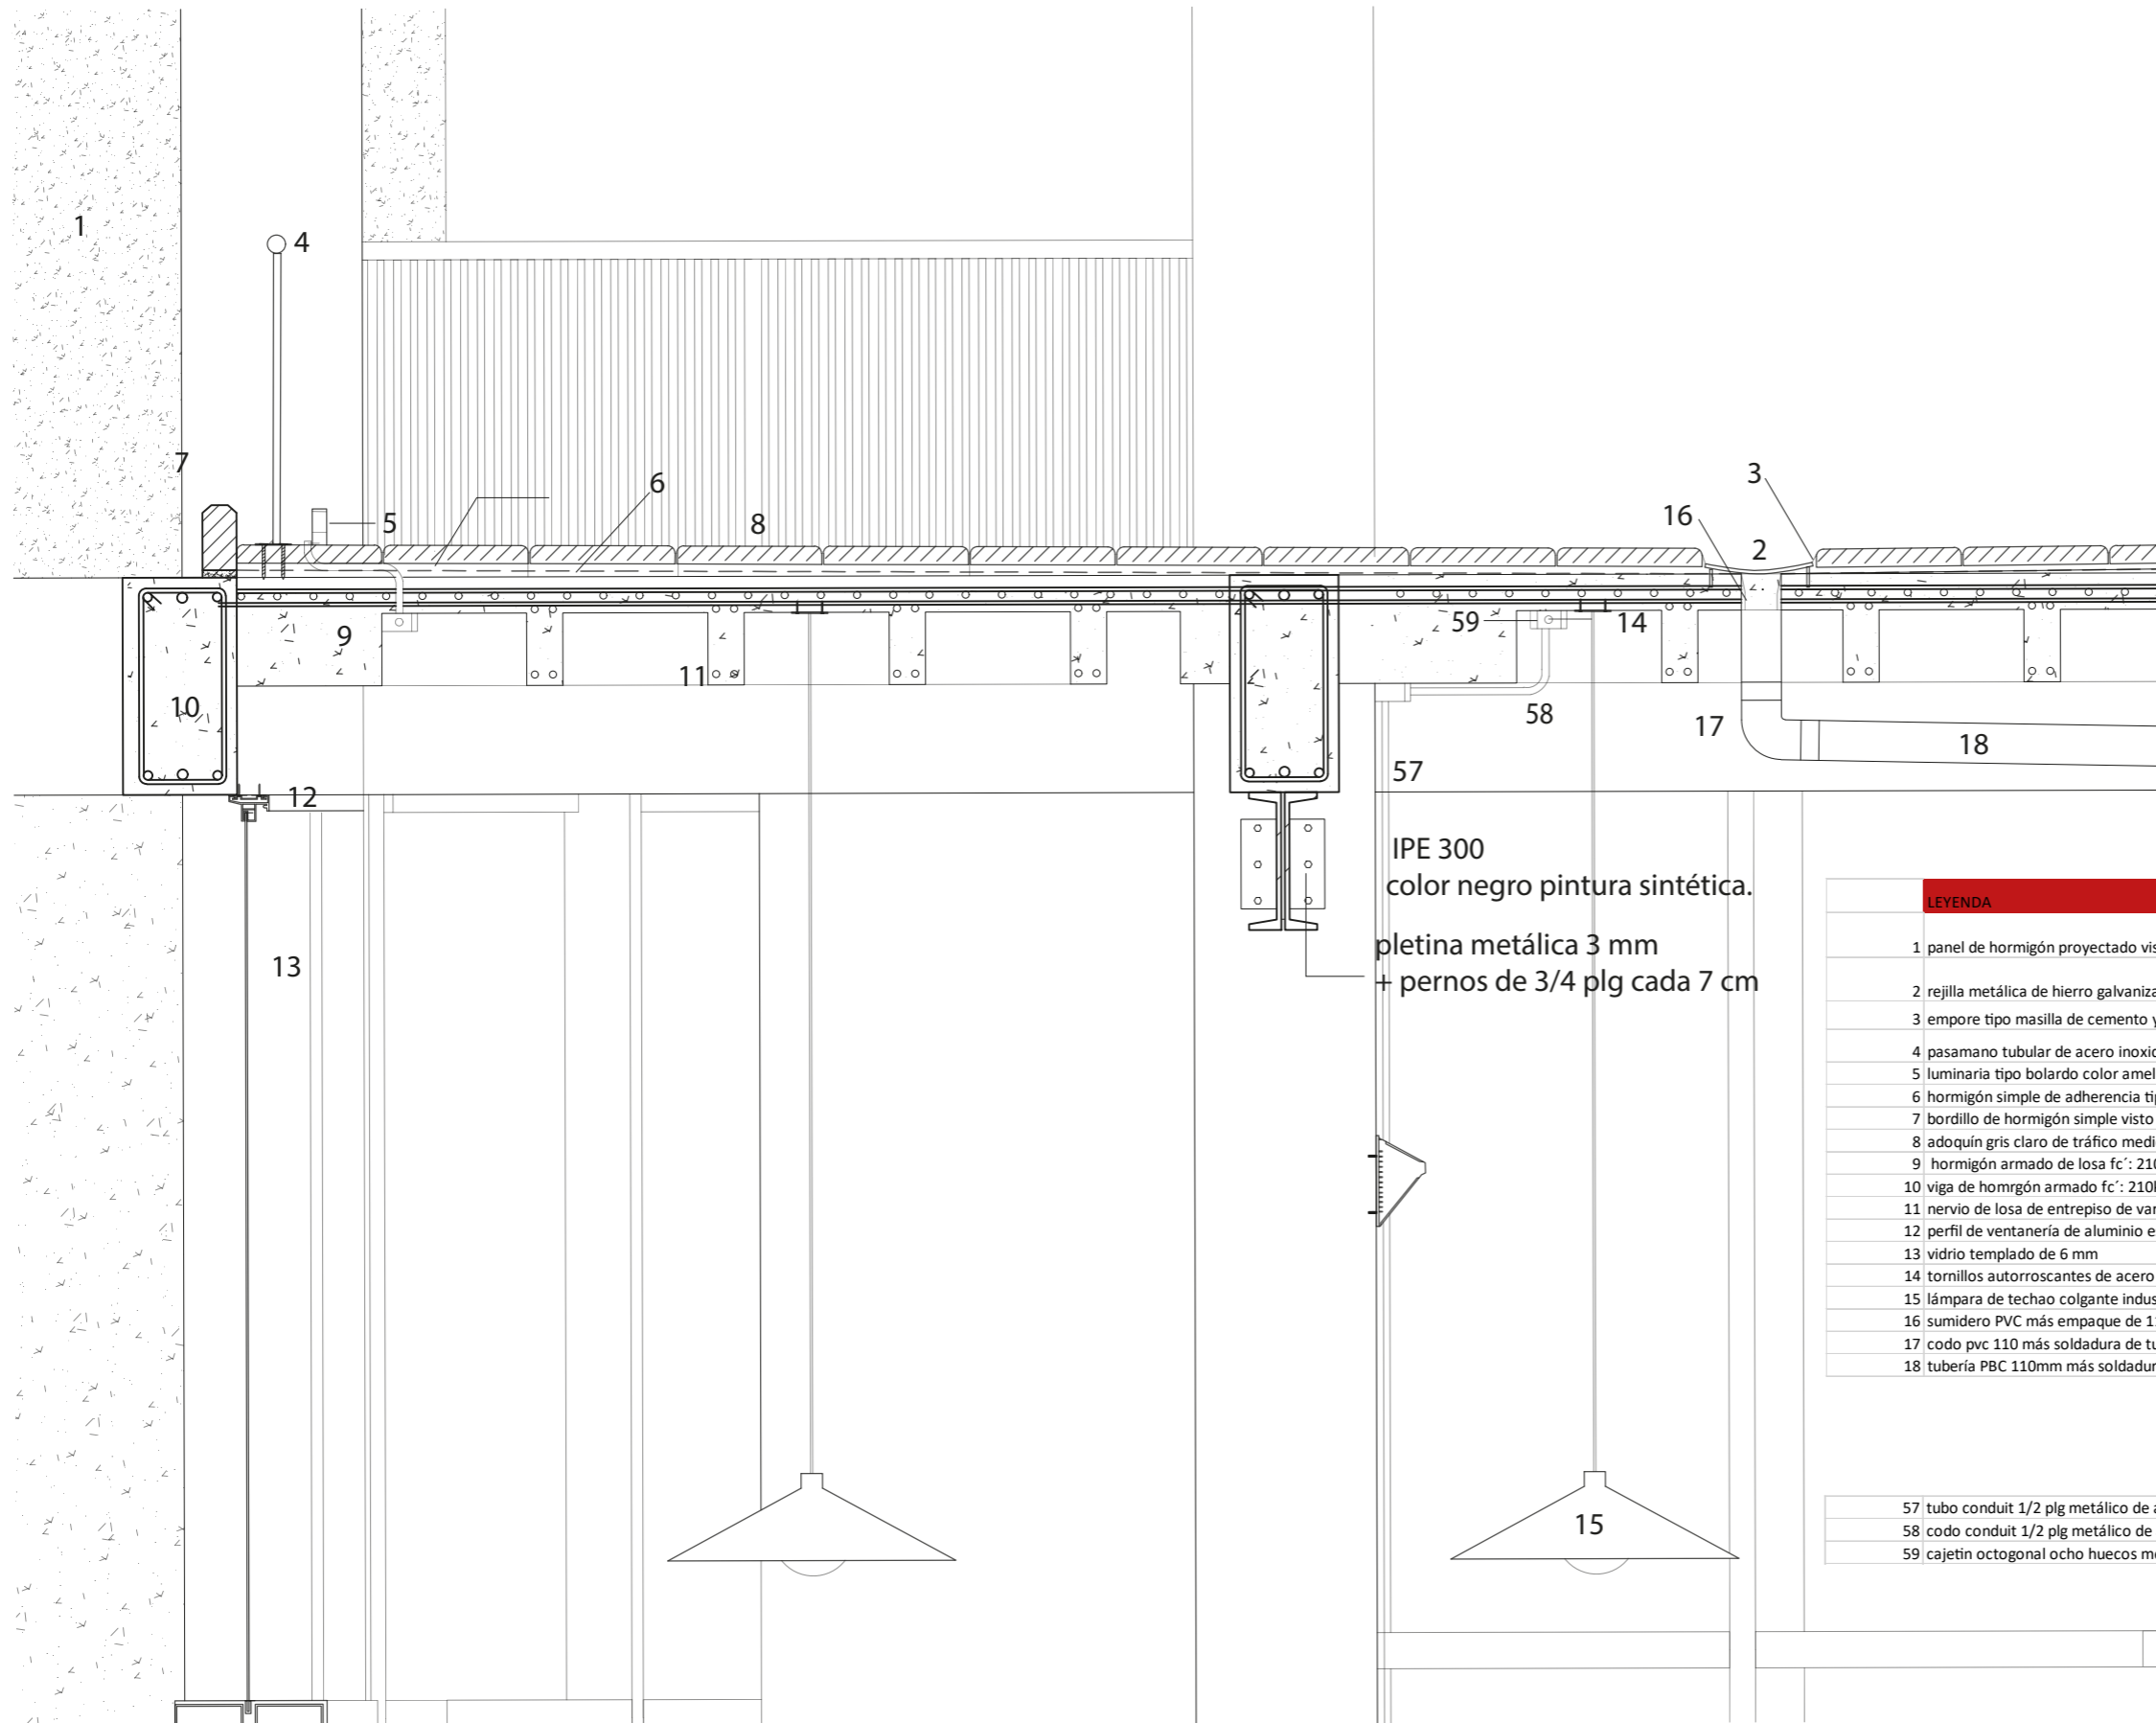 1
4
7
6
5
8
3
16
2
9
59
14
11
10
58
17
18
57
12
IPE 300
color negro pintura sintética.
pletina metálica 3 mm
+ pernos de 3/4 plg cada 7 cm
13
15
LEYENDA
1 panel de hormigón proyectado vis
2 rejilla metálica de hierro galvaniza
3 empore tipo masilla de cemento y
4 pasamano tubular de acero inoxid
5 luminaria tipo bolardo color amel
6 hormigón simple de adherencia ti
7 bordillo de hormigón simple visto
8 adoquín gris claro de tráfico medi
9 hormigón armado de losa fc´: 210
10 viga de homrgón armado fc´: 210
11 nervio de losa de entrepiso de var
12 perfil de ventanería de aluminio e
13 vidrio templado de 6 mm
14 tornillos autorroscantes de acero
15 lámpara de techao colgante indus
16 sumidero PVC más empaque de 1
17 codo pvc 110 más soldadura de tu
18 tubería PBC 110mm más soldadur
57 tubo conduit 1/2 plg metálico de a
58 codo conduit 1/2 plg metálico de
59 cajetin octogonal ocho huecos me